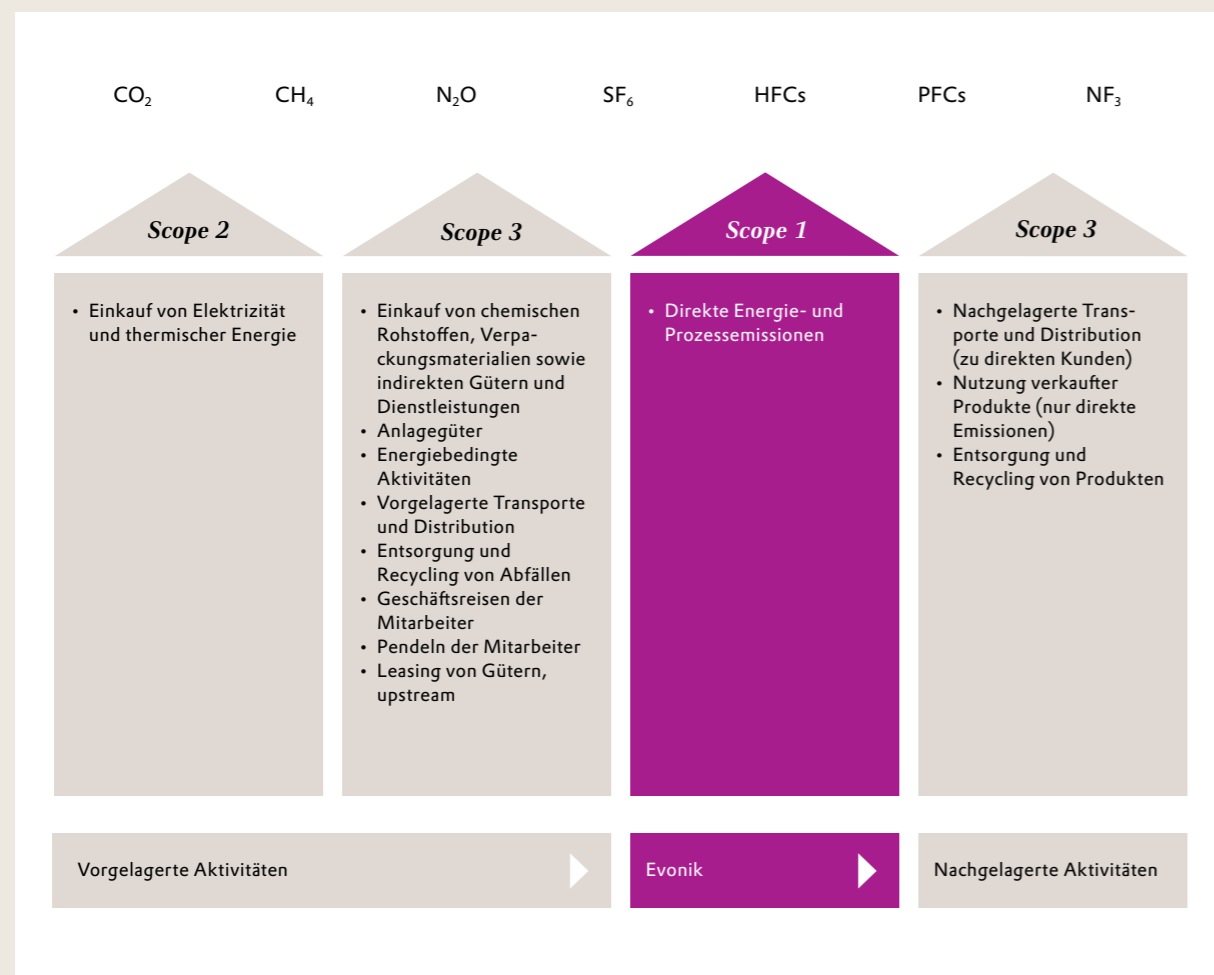 CO₂ CH₄ N₂O SF₆ HFCs PFCs NF₃
Scope 2
• Einkauf von Elektrizität
und thermischer Energie
Scope 3
• Einkauf von chemischen
Rohstoffen, Verpa-
ckungsmaterialien sowie
indirekten Gütern und
Dienstleistungen
• Anlagegüter
• Energiebedingte
Aktivitäten
• Vorgelagerte Transporte
und Distribution
• Entsorgung und
Recycling von Abfällen
• Geschäftsreisen der
Mitarbeiter
• Pendeln der Mitarbeiter
• Leasing von Gütern,
upstream
Scope 1
• Direkte Energie- und
Prozessemissionen
Scope 3
• Nachgelagerte Trans-
porte und Distribution
(zu direkten Kunden)
• Nutzung verkaufter
Produkte (nur direkte
Emissionen)
• Entsorgung und
Recycling von Produkten
Vorgelagerte Aktivitäten
Evonik
Nachgelagerte Aktivitäten